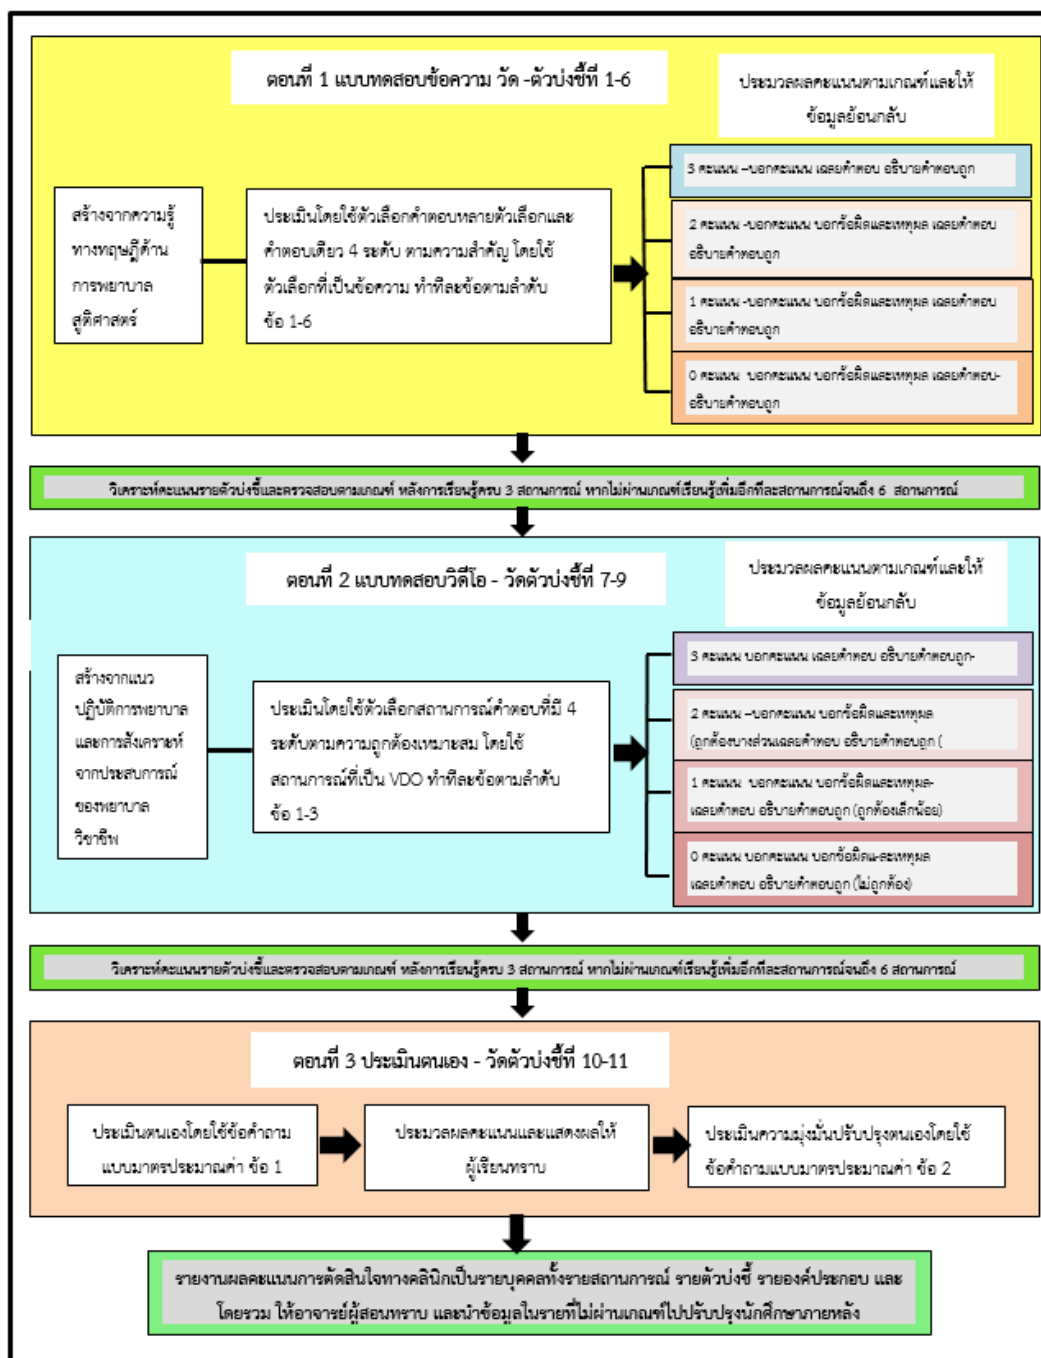 ตอนที่ 1 แบบทดสอบข้อความ วัด -ตัวบ่งชี้ที่ 1-6
ประมวลผลคะแนนตามเกณฑ์และให้
ข้อมูลย้อนกลับ
สร้างจากความรู้
ทางทฤษฎีด้าน
การพยาบาล
สูติศาสตร์
ประเมินโดยใช้ตัวเลือกคำตอบหลายตัวเลือกและ
คำตอบเดียว 4 ระดับ ตามความสำคัญ โดยใช้
ตัวเลือกที่เป็นข้อความ ทำทีละข้อตามลำดับ
ข้อ 1-6
3 คะแนน –บอกคะแนน เฉลยคำตอบ อธิบายคำตอบถูก
2 คะแนน -บอกคะแนน บอกข้อผิดและเหตุผล เฉลยคำตอบ
อธิบายคำตอบถูก
1 คะแนน -บอกคะแนน บอกข้อผิดและเหตุผล เฉลยคำตอบ
อธิบายคำตอบถูก
0 คะแนน บอกคะแนน บอกข้อผิดและเหตุผล เฉลยคำตอบ-
อธิบายคำตอบถูก
วิเคราะห์คะแนนรายตัวบ่งชี้และตรวจสอบตามเกณฑ์ หลังการเรียนรู้ครบ 3 สถานการณ์ หากไม่ผ่านเกณฑ์เรียนรู้เพิ่มอีกทีละสถานการณ์จนถึง 6 สถานการณ์
ตอนที่ 2 แบบทดสอบวิดีโอ - วัดตัวบ่งชี้ที่ 7-9
ประมวลผลคะแนนตามเกณฑ์และให้
ข้อมูลย้อนกลับ
สร้างจากแนว
ปฏิบัติการพยาบาล
และการสังเคราะห์
จากประสบการณ์
ของพยาบาล
วิชาชีพ
ประเมินโดยใช้ตัวเลือกสถานการณ์คำตอบที่มี 4
ระดับตามความถูกต้องเหมาะสม โดยใช้
สถานการณ์ที่เป็น VDO ทำทีละข้อตามลำดับ
ข้อ 1-3
3 คะแนน บอกคะแนน เฉลยคำตอบ อธิบายคำตอบถูก-
2 คะแนน –บอกคะแนน บอกข้อผิดและเหตุผล
(ถูกต้องบางส่วนเฉลยคำตอบ อธิบายคำตอบถูก (
1 คะแนน บอกคะแนน บอกข้อผิดและเหตุผล-
เฉลยคำตอบ อธิบายคำตอบถูก (ถูกต้องเล็กน้อย)
0 คะแนน บอกคะแนน บอกข้อผิดแ-ละเหตุผล
เฉลยคำตอบ อธิบายคำตอบถูก (ไม่ถูกต้อง)
วิเคราะห์คะแนนรายตัวบ่งชี้และตรวจสอบตามเกณฑ์ หลังการเรียนรู้ครบ 3 สถานการณ์ หากไม่ผ่านเกณฑ์เรียนรู้เพิ่มอีกทีละสถานการณ์จนถึง 6 สถานการณ์
ตอนที่ 3 ประเมินตนเอง - วัดตัวบ่งชี้ที่ 10-11
ประเมินตนเองโดยใช้ข้อคำถาม
แบบมาตรประมาณค่า ข้อ 1
ประมวลผลคะแนนและแสดงผลให้
ผู้เรียนทราบ
ประเมินความมุ่งมั่นปรับปรุงตนเองโดยใช้
ข้อคำถามแบบมาตรประมาณค่า ข้อ 2
รายงานผลคะแนนการตัดสินใจทางคลินิกเป็นรายบุคคลทั้งรายสถานการณ์ รายตัวบ่งชี้ รายองค์ประกอบ และ
โดยรวม ให้อาจารย์ผู้สอนทราบ และนำข้อมูลในรายที่ไม่ผ่านเกณฑ์ไปปรับปรุงนักศึกษาภายหลัง